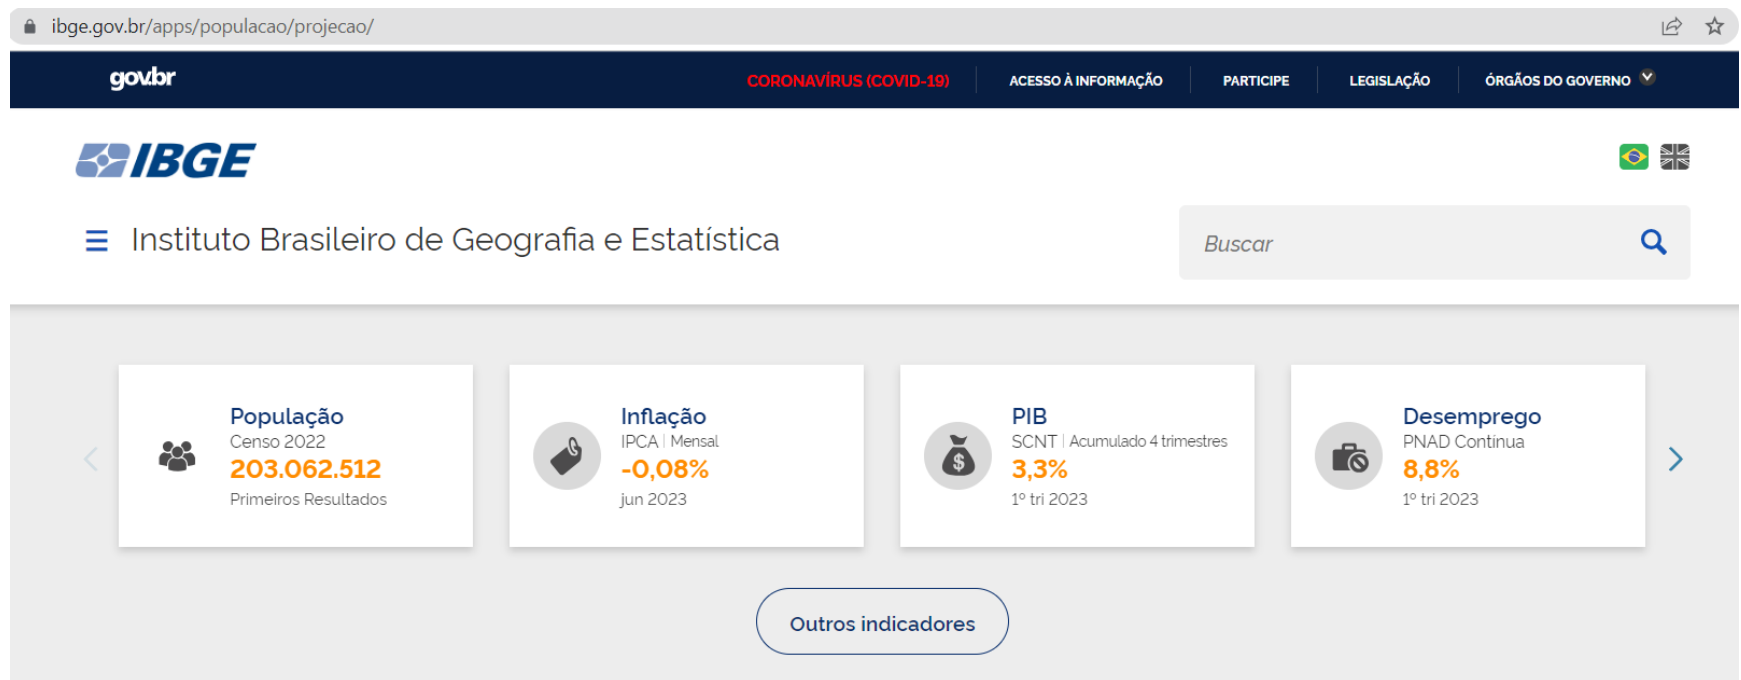 ibge.gov.br/apps/populacao/projecao/
gov.br CORONAVÍRUS (COVID-19) ACESSO À INFORMAÇÃO PARTICIPE LEGISLAÇÃO ÓRGÃOS DO GOVERNO
IBGE
Instituto Brasileiro de Geografia e Estatística
Buscar
População
Censo 2022
203.062.512
Primeiros Resultados
Inflação
IPCA | Mensal
-0,08%
jun 2023
PIB
SCNT | Acumulado 4 trimestres
3,3%
1º tri 2023
Desemprego
PNAD Contínua
8,8%
1º tri 2023
Outros indicadores